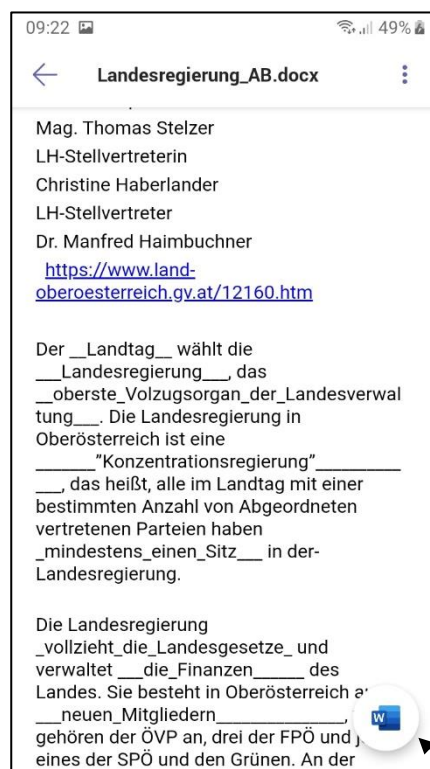 09:22 49%
Landesregierung_AB.docx
Mag. Thomas Stelzer
LH-Stellvertreterin
Christine Haberlander
LH-Stellvertreter
Dr. Manfred Haimbuchner
https://www.land-
oberoesterreich.gv.at/12160.htm
Der __Landtag__ wählt die
___Landesregierung___, das
__oberste_Volzugsorgan_der_Landesverwal
tung___. Die Landesregierung in
Oberösterreich ist eine
_______"Konzentrationsregierung"__________
___, das heißt, alle im Landtag mit einer
bestimmten Anzahl von Abgeordneten
vertretenen Parteien haben
_mindestens_einen_Sitz___ in der-
Landesregierung.
Die Landesregierung
_vollzieht_die_Landesgesetze_ und
verwaltet ___die_Finanzen______ des
Landes. Sie besteht in Oberösterreich
___neuen_Mitgliedern______________,
gehören der ÖVP an, drei der FPÖ und
eines der SPÖ und den Grünen. An der
W